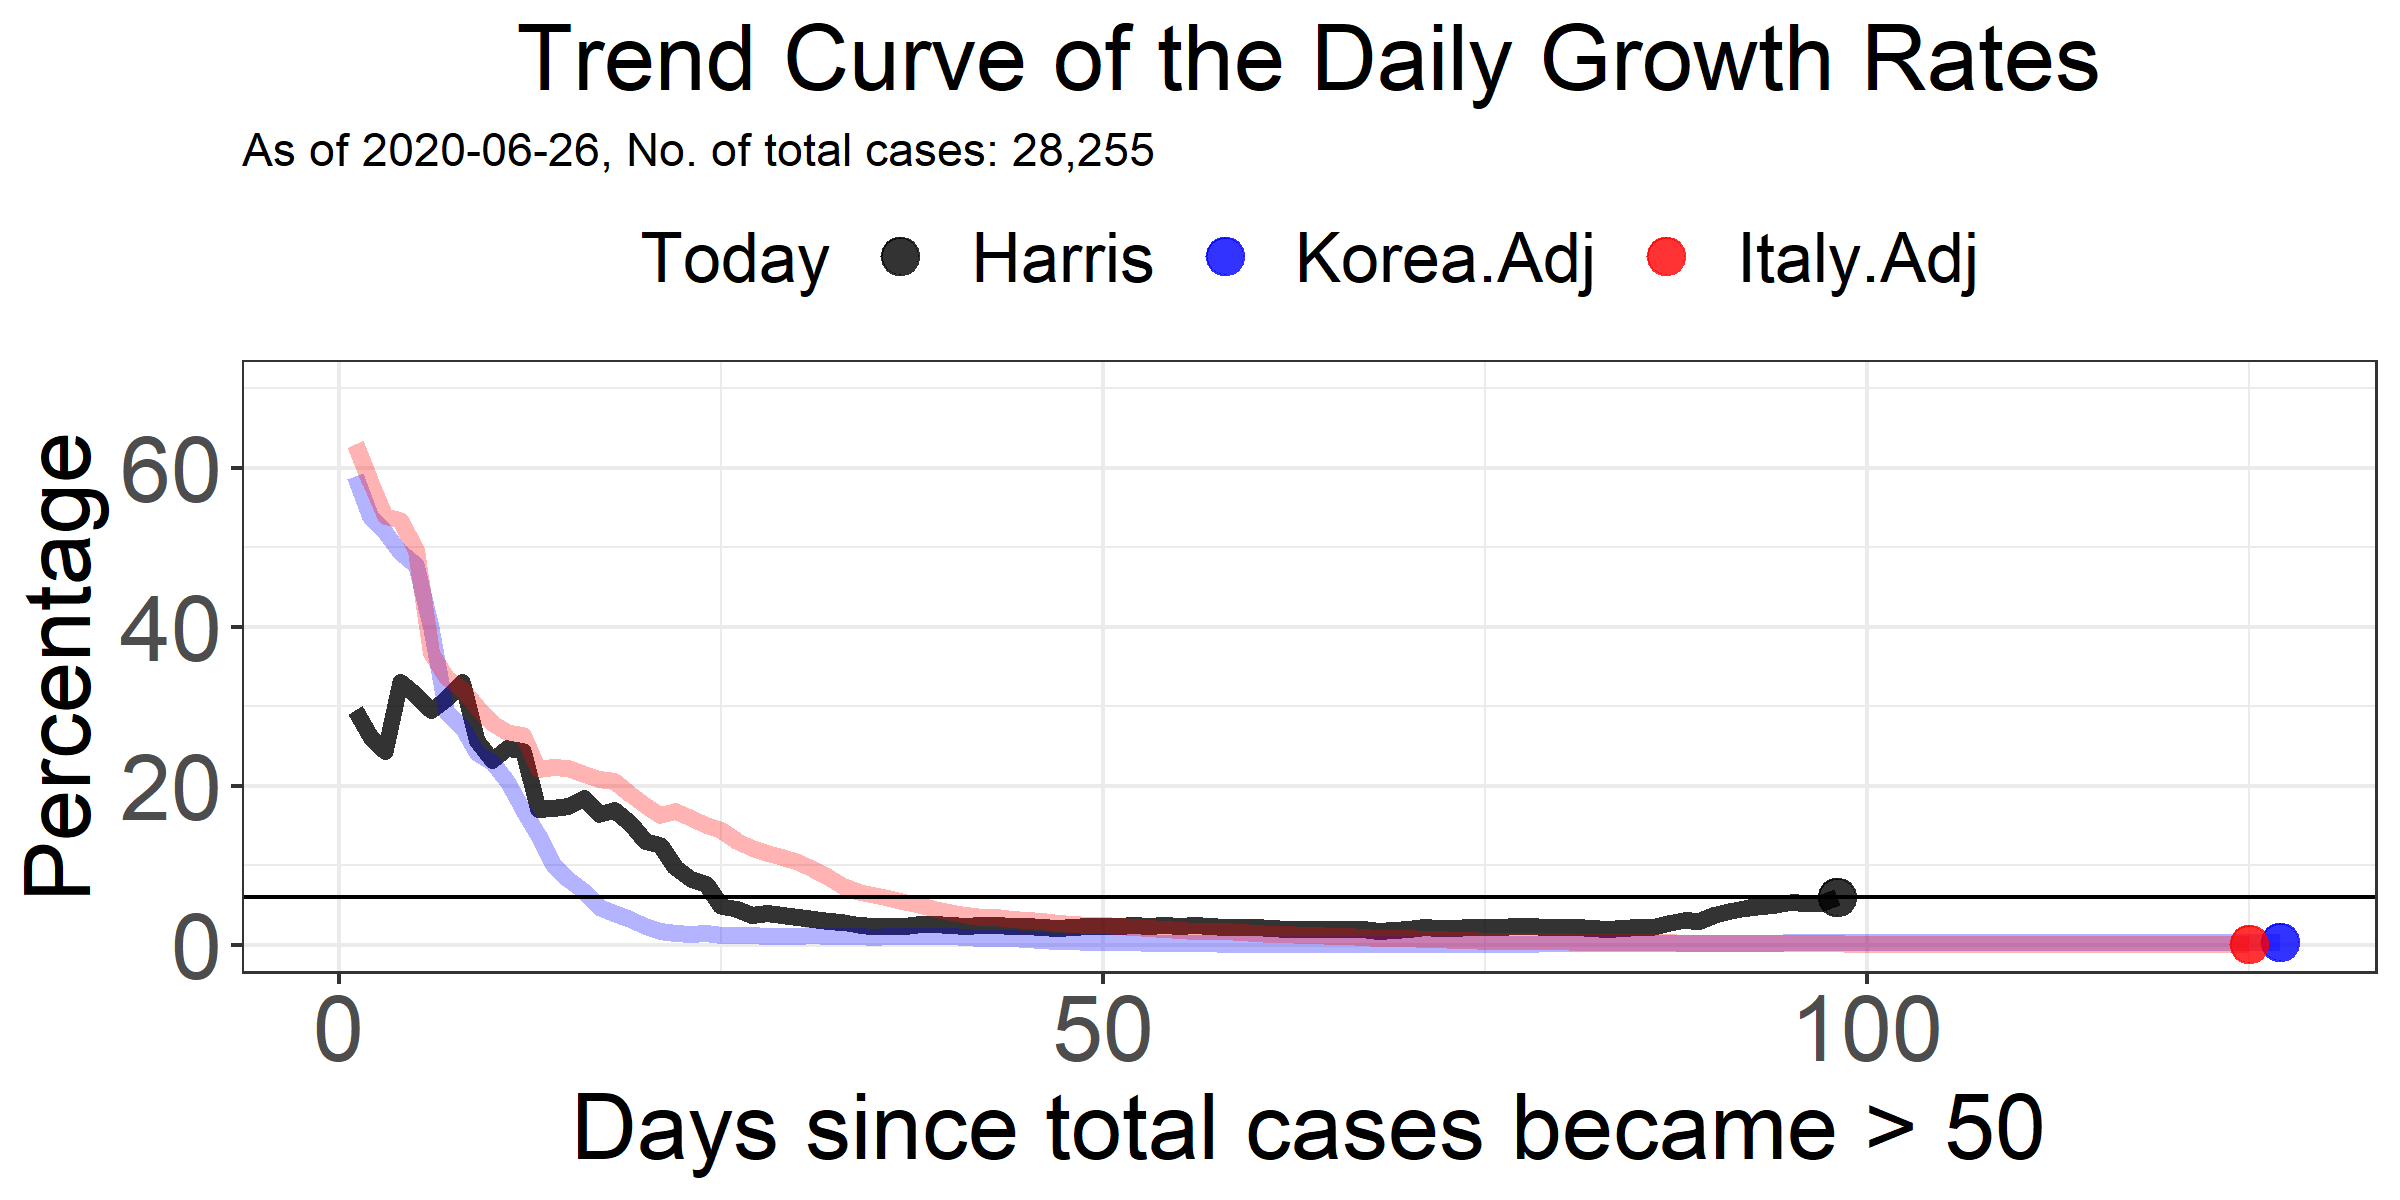 Trend Curve of the Daily Growth Rates
As of 2020-06-26, No. of total cases: 28,255
Today Harris Korea.Adj Italy.Adj
Percentage
60
40
20
0
0 50 100
Days since total cases became > 50